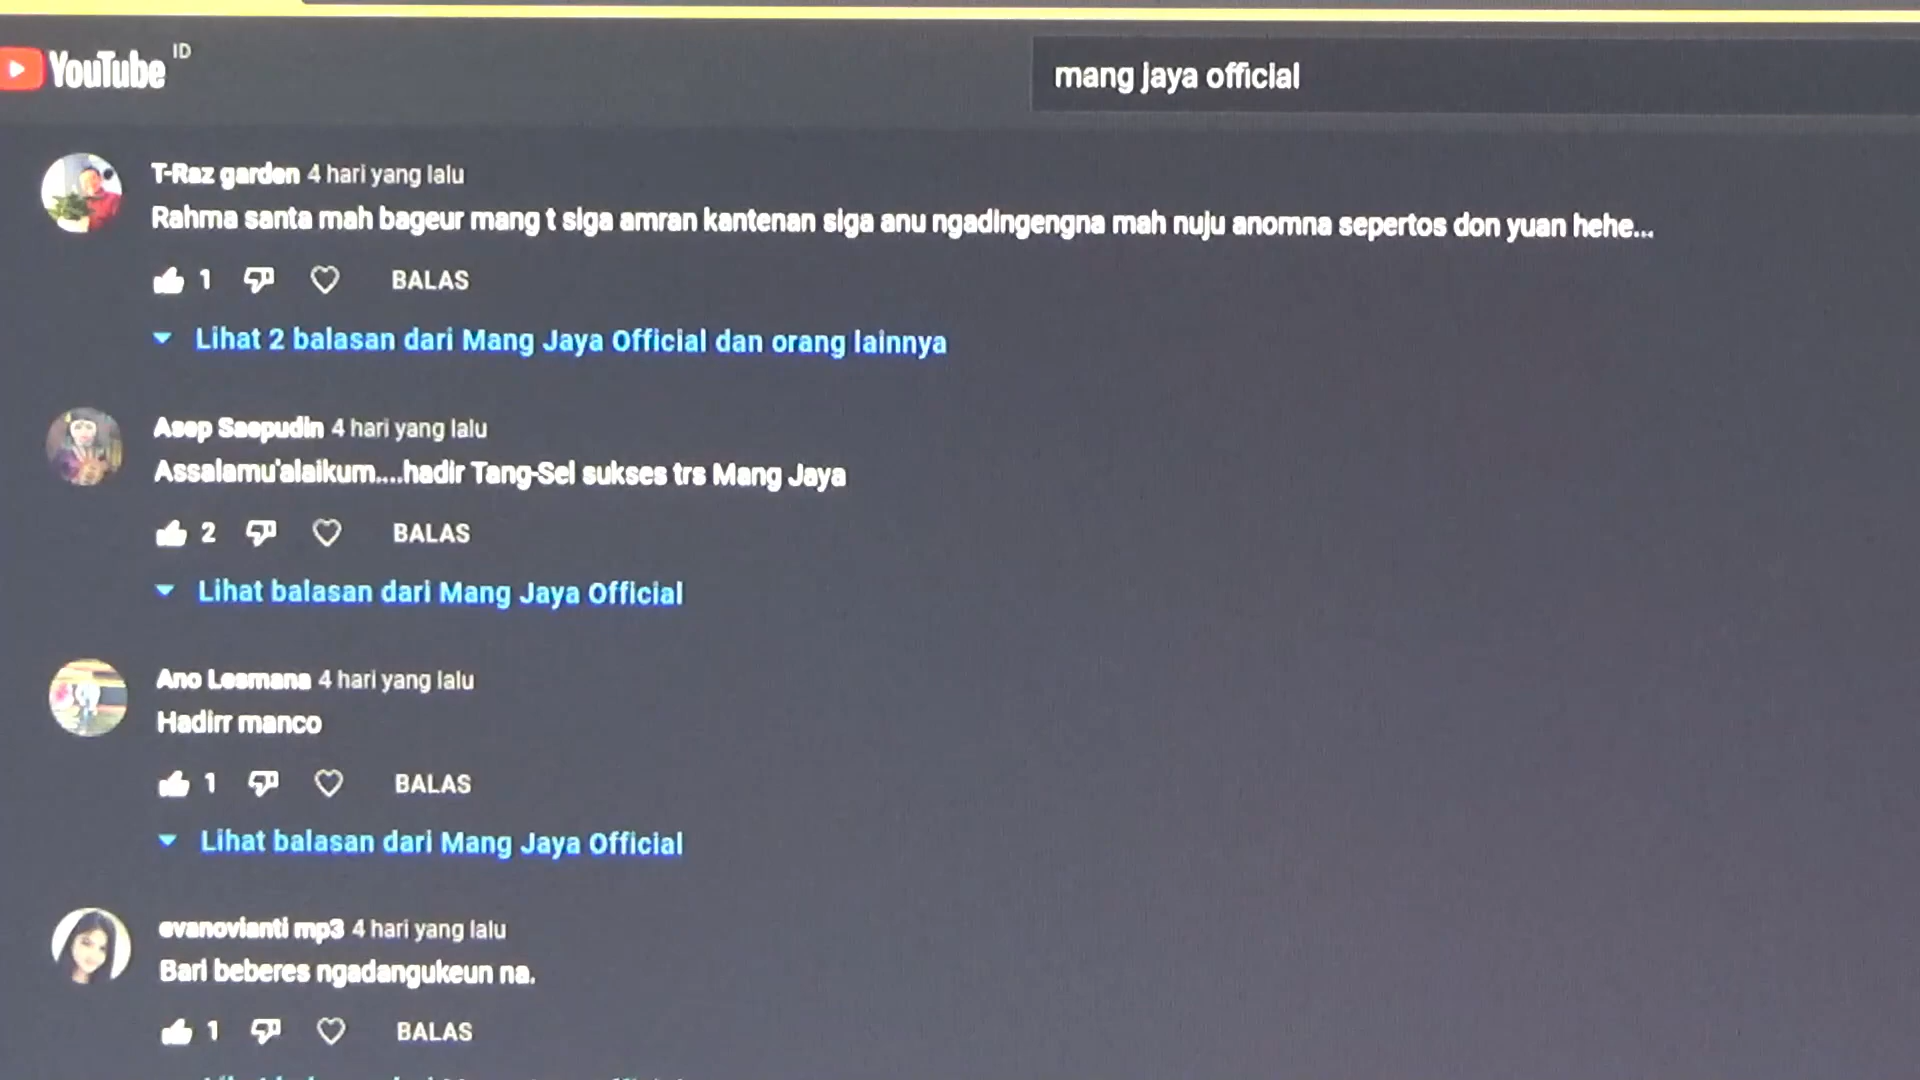 YouTube ID
mang jaya official
T-Raz garden 4 hari yang lalu
Rahma santa mah bageur mang t siga amran kantenan siga anu ngadingengna mah nuju anomna sepertos don yuan hehe...
1 BALAS
Lihat 2 balasan dari Mang Jaya Official dan orang lainnya
Asep Saepudin 4 hari yang lalu
Assalamu'alaikum....hadir Tang-Sel sukses trs Mang Jaya
2 BALAS
Lihat balasan dari Mang Jaya Official
Ano Lesmana 4 hari yang lalu
Hadirr manco
1 BALAS
Lihat balasan dari Mang Jaya Official
evanovianti mp3 4 hari yang lalu
Bari beberes ngadangukeun na.
1 BALAS